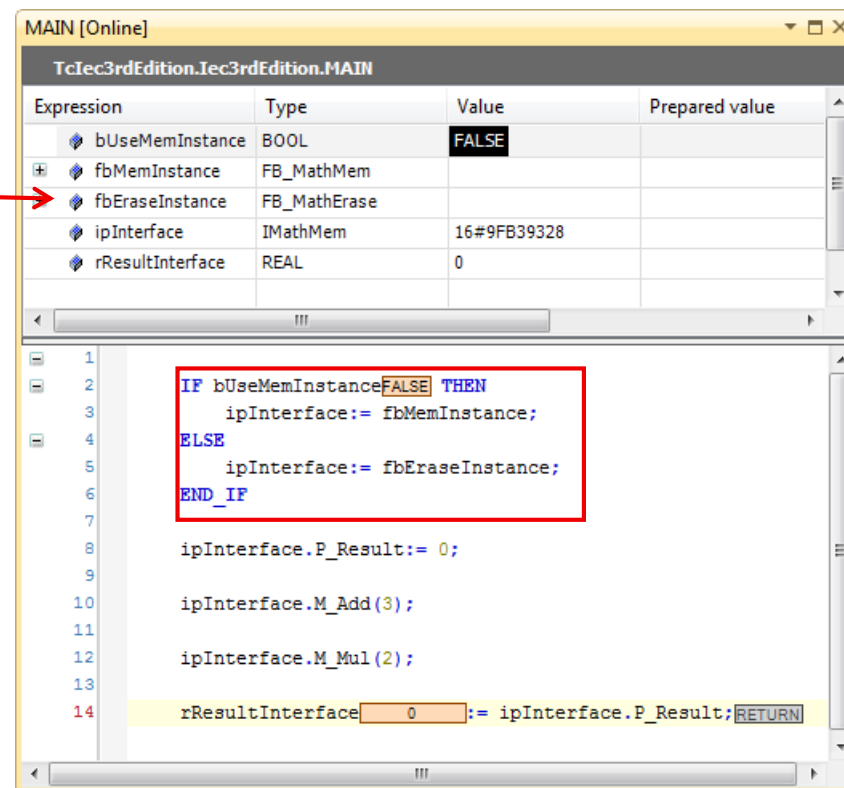 MAIN [Online]
TcIec3rdEdition.Iec3rdEdition.MAIN
Expression Type Value Prepared value
bUseMemInstance BOOL FALSE
fbMemInstance FB_MathMem
fbEraseInstance FB_MathErase
ipInterface IMathMem 16#9FB39328
rResultInterface REAL 0
1
2 IF bUseMemInstance FALSE THEN
3 ipInterface:= fbMemInstance;
4 ELSE
5 ipInterface:= fbEraseInstance;
6 END_IF
7
8 ipInterface.P_Result:= 0;
9
10 ipInterface.M_Add(3);
11
12 ipInterface.M_Mul(2);
13
14 rResultInterface 0 := ipInterface.P_Result; RETURN